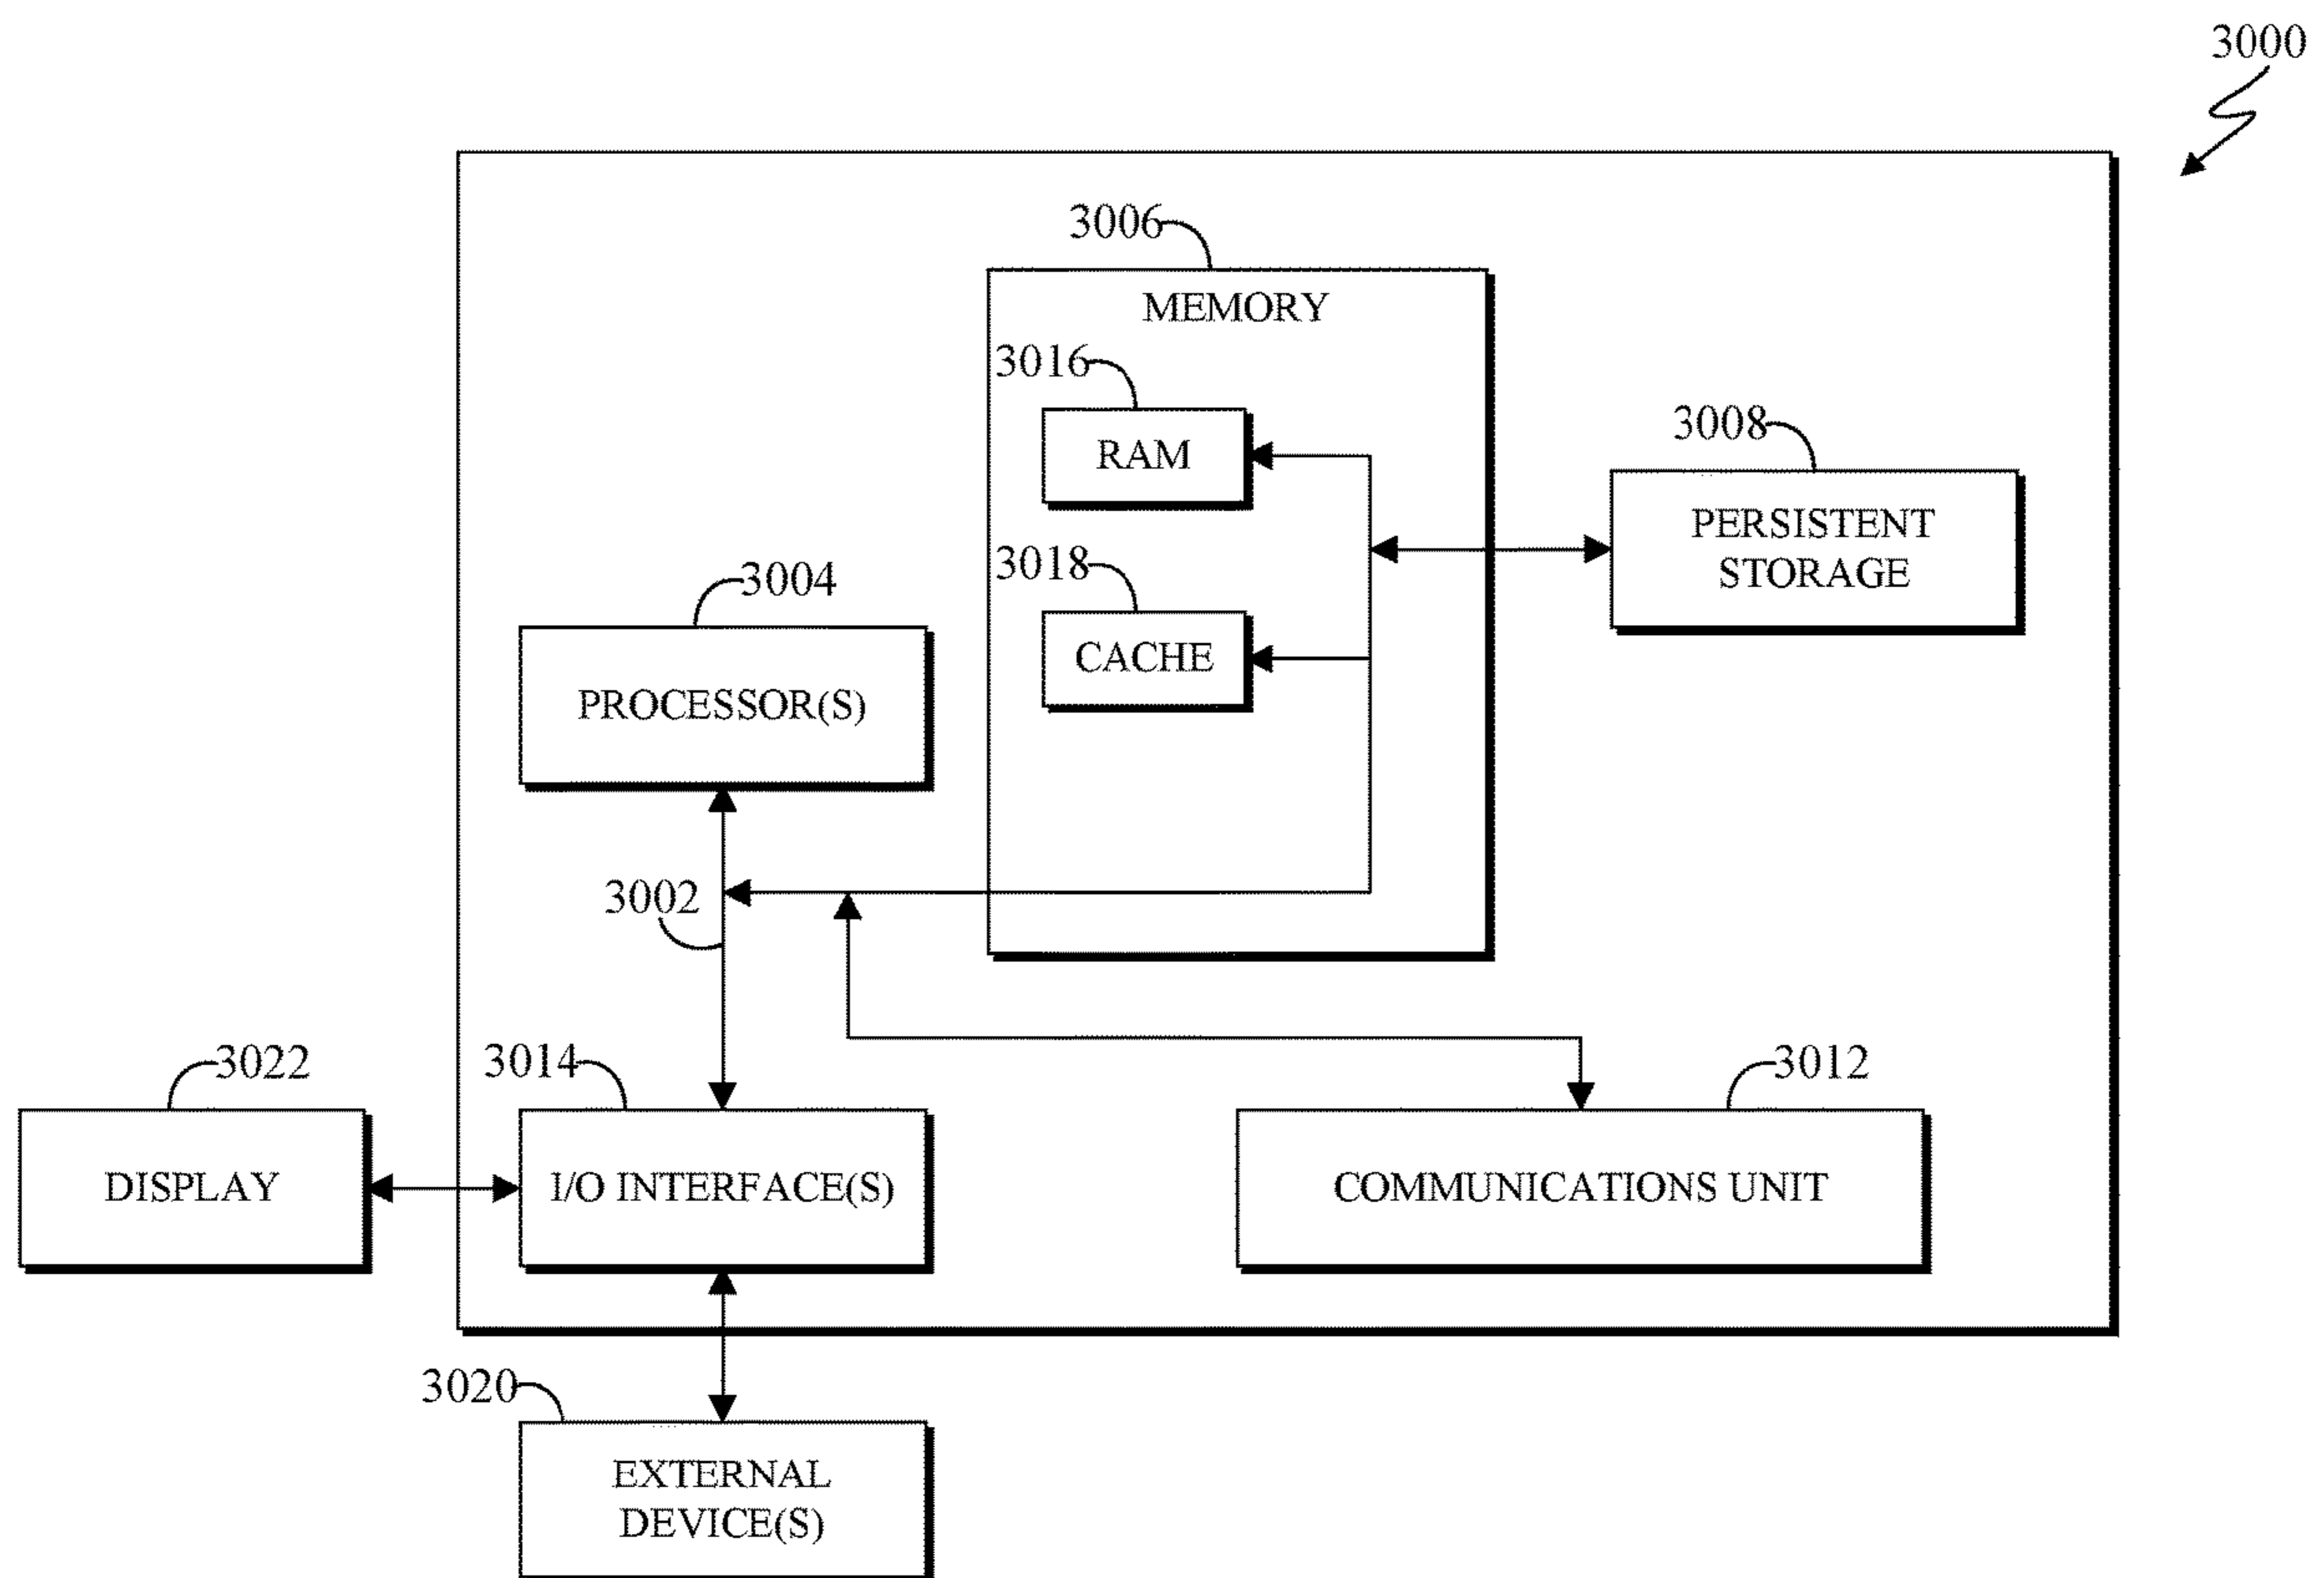 3000
3006
MEMORY
3016
RAM
3008
PERSISTENT
STORAGE
3018
CACHE
3004
PROCESSOR(S)
3002
3022
DISPLAY
3014
I/O INTERFACE(S)
3012
COMMUNICATIONS UNIT
3020
EXTERNAL
DEVICE(S)